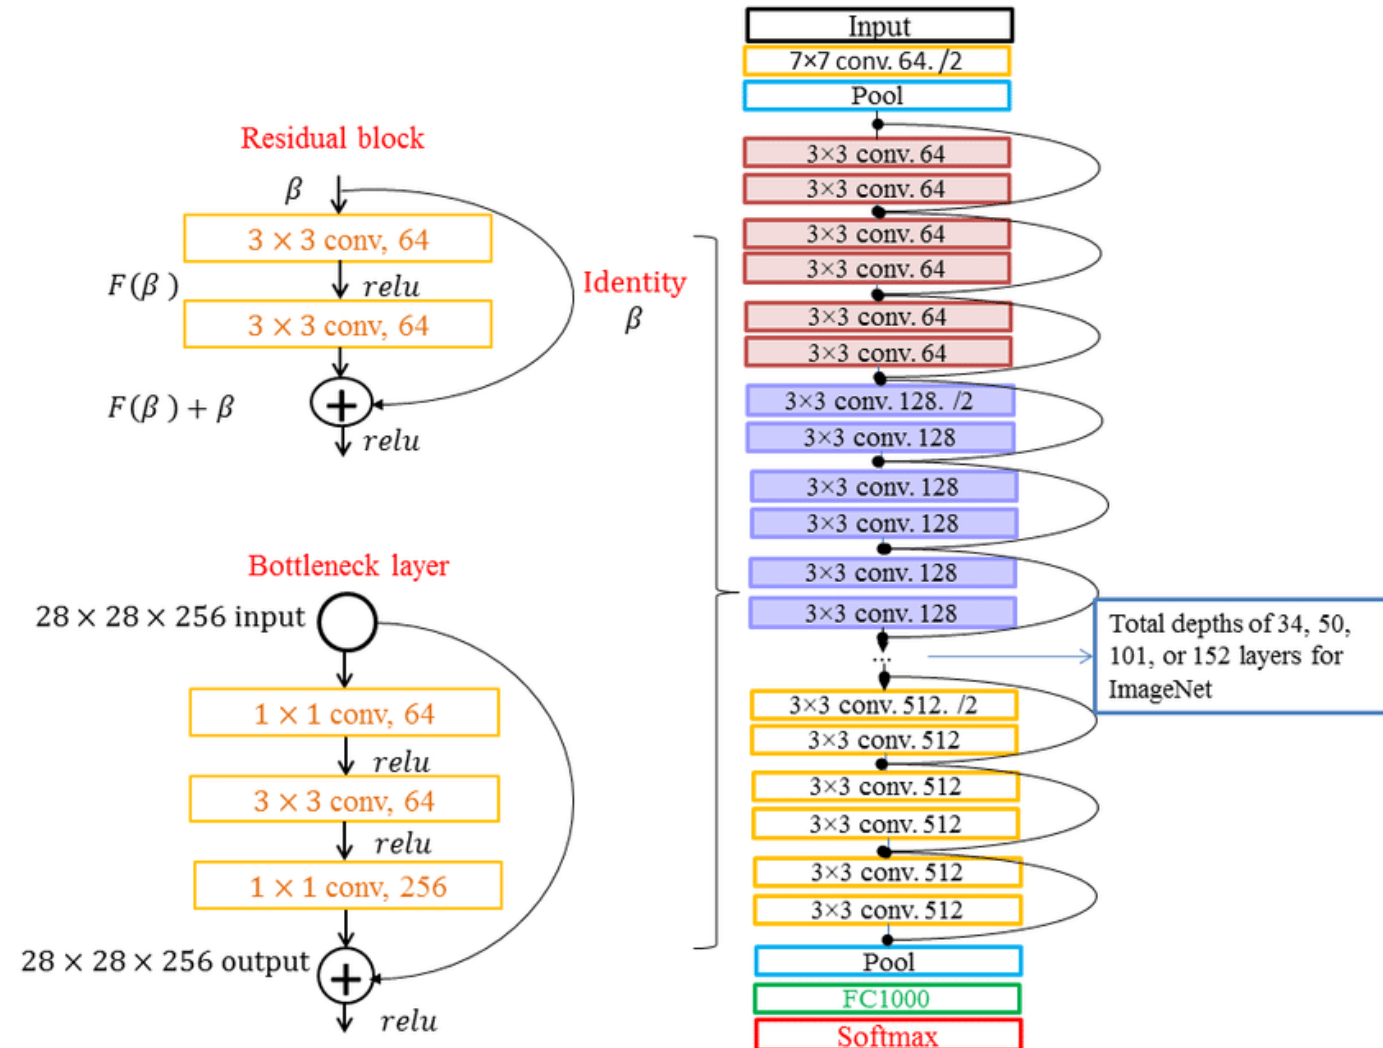 Residual block
β
3 × 3 conv, 64
F(β)
relu
3 × 3 conv, 64
F(β) + β
+
relu
Identity
β
Bottleneck layer
28 × 28 × 256 input
1 × 1 conv, 64
relu
3 × 3 conv, 64
relu
1 × 1 conv, 256
28 × 28 × 256 output
+
relu
Input
7×7 conv. 64. /2
Pool
3×3 conv. 64
3×3 conv. 64
3×3 conv. 64
3×3 conv. 64
3×3 conv. 64
3×3 conv. 64
3×3 conv. 128. /2
3×3 conv. 128
3×3 conv. 128
3×3 conv. 128
3×3 conv. 128
3×3 conv. 128
...
Total depths of 34, 50,
101, or 152 layers for
ImageNet
3×3 conv. 512. /2
3×3 conv. 512
3×3 conv. 512
3×3 conv. 512
3×3 conv. 512
3×3 conv. 512
Pool
FC1000
Softmax